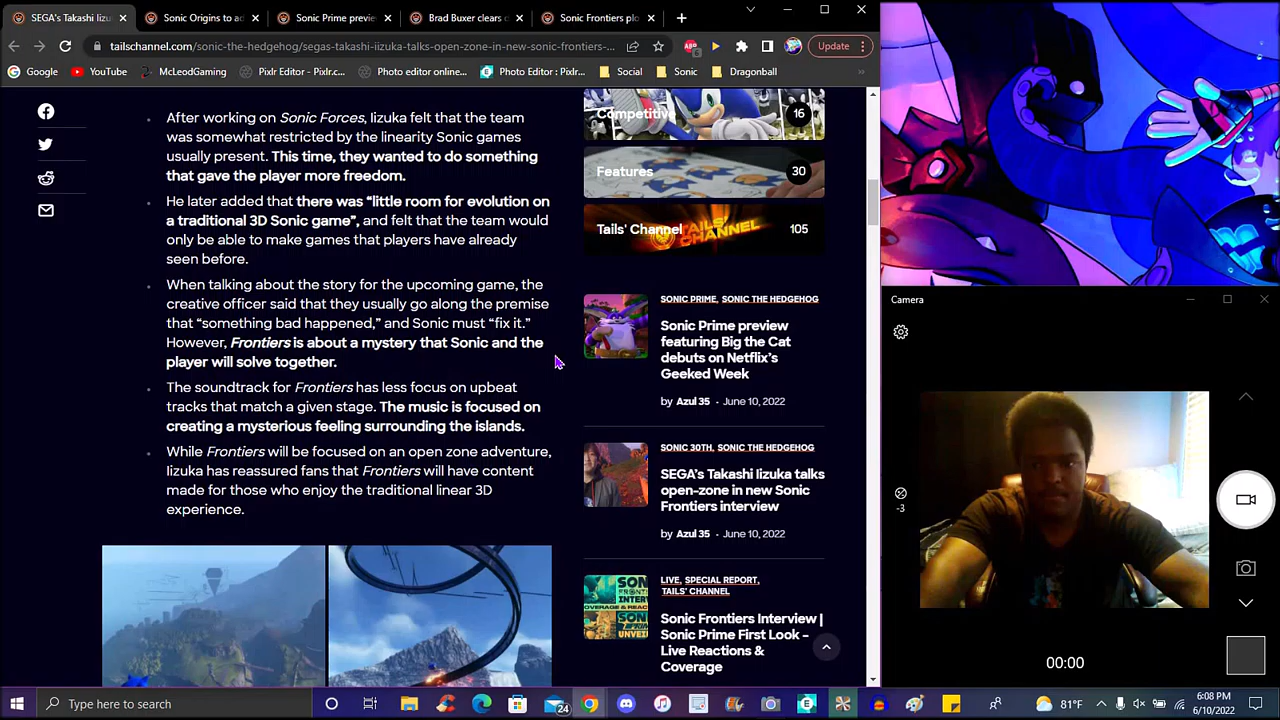 SEGA's Takashi Iizuka t
Sonic Origins to ad
Sonic Prime previe
Brad Buxer clears o
Sonic Frontiers plo
tailschannel.com/sonic-the-hedgehog/segas-takashi-iizuka-talks-open-zone-in-new-sonic-frontiers-...
6
Update
Google
YouTube
McLeodGaming
Pixlr Editor - Pixlr.c...
Photo editor online...
Photo Editor : Pixlr...
Social
Sonic
Dragonball
After working on Sonic Forces, Iizuka felt that the team
was somewhat restricted by the linearity Sonic games
usually present. This time, they wanted to do something
that gave the player more freedom.
He later added that there was “little room for evolution on
a traditional 3D Sonic game”, and felt that the team would
only be able to make games that players have already
seen before.
When talking about the story for the upcoming game, the
creative officer said that they usually go along the premise
that “something bad happened,” and Sonic must “fix it.”
However, Frontiers is about a mystery that Sonic and the
player will solve together.
The soundtrack for Frontiers has less focus on upbeat
tracks that match a given stage. The music is focused on
creating a mysterious feeling surrounding the islands.
While Frontiers will be focused on an open zone adventure,
Iizuka has reassured fans that Frontiers will have content
made for those who enjoy the traditional linear 3D
experience.
Competitive 16
Features 30
Tails' Channel 105
SONIC PRIME, SONIC THE HEDGEHOG
Sonic Prime preview
featuring Big the Cat
debuts on Netflix's
Geeked Week
by Azul 35 • June 10, 2022
SONIC 30TH, SONIC THE HEDGEHOG
SEGA's Takashi Iizuka talks
open-zone in new Sonic
Frontiers interview
by Azul 35 • June 10, 2022
LIVE, SPECIAL REPORT,
TAILS' CHANNEL
Sonic Frontiers Interview |
Sonic Prime First Look –
Live Reactions &
Coverage
Camera
-3
00:00
Type here to search
24
81°F
6:08 PM
6/10/2022